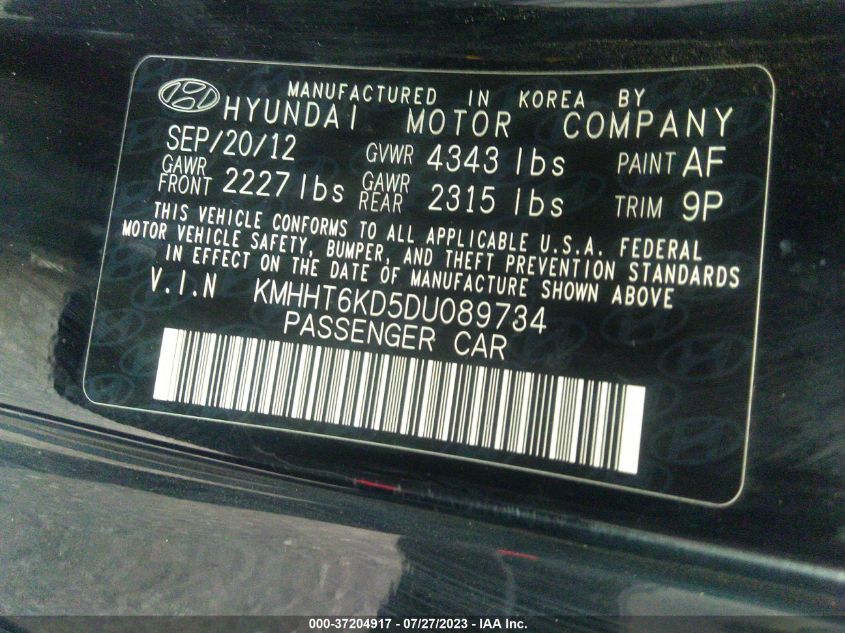 MANUFACTURED IN KOREA BY
HYUNDAI MOTOR COMPANY
SEP/20/12 GVWR 4343 lbs PAINT AF
GAWR FRONT 2227 lbs GAWR REAR 2315 lbs TRIM 9P
THIS VEHICLE CONFORMS TO ALL APPLICABLE U.S.A. FEDERAL
MOTOR VEHICLE SAFETY, BUMPER, AND THEFT PREVENTION STANDARDS
IN EFFECT ON THE DATE OF MANUFACTURE SHOWN ABOVE
V.I.N KMHHT6KD5DU089734
PASSENGER CAR
000-37204917 / 07/27/2023 - IAA Inc.